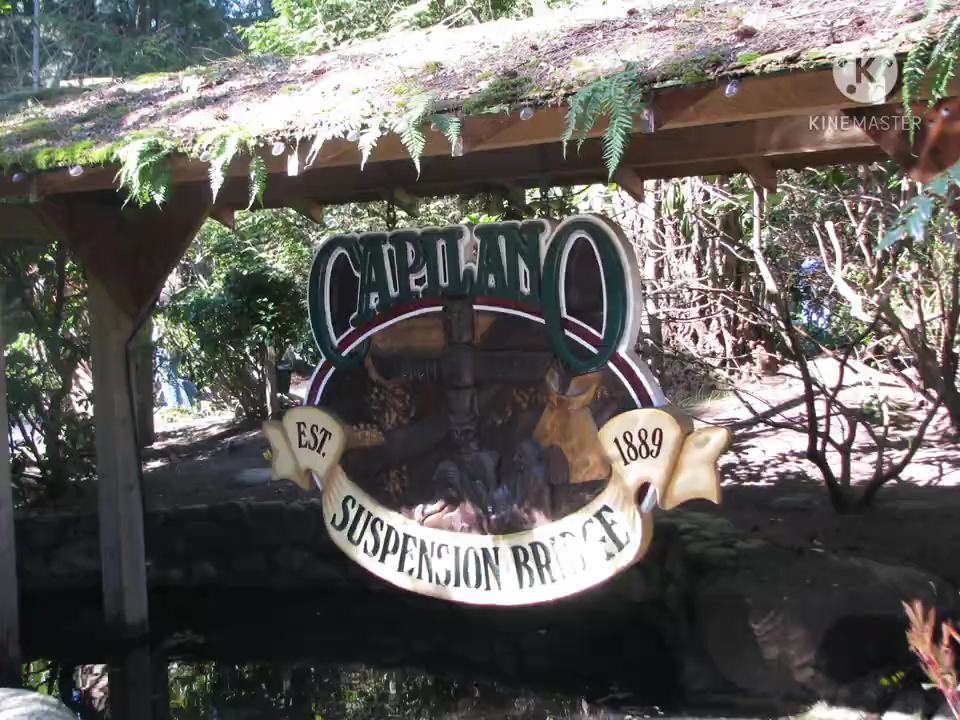 K
KINEMASTER
CAPILANO
EST. 1889
SUSPENSION BRIDGE